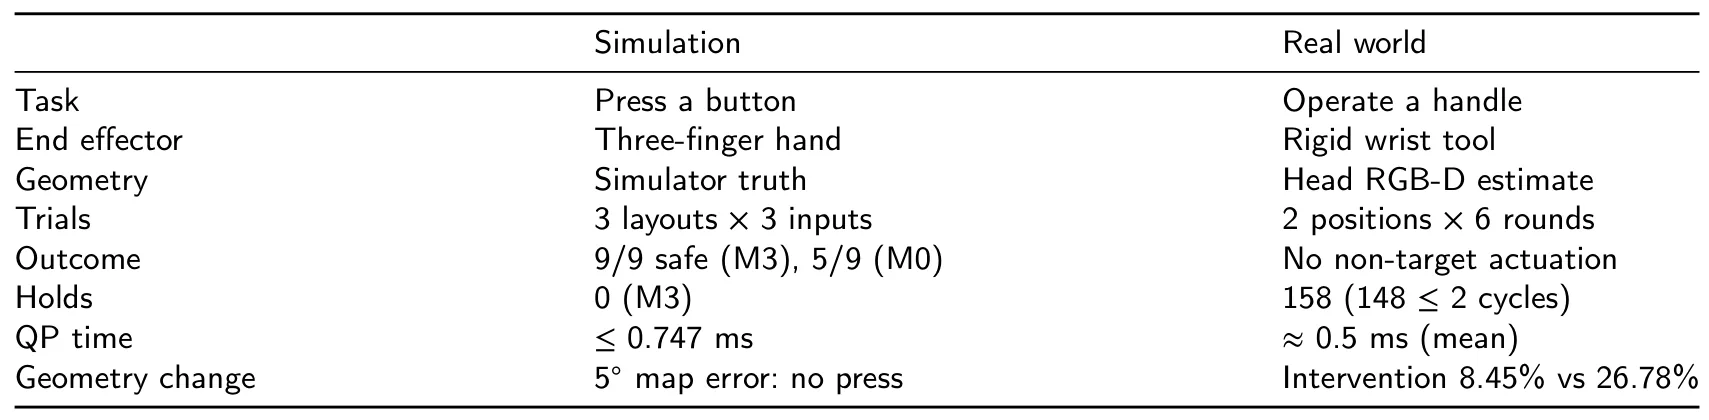 Simulation Real world
Task Press a button Operate a handle
End effector Three-finger hand Rigid wrist tool
Geometry Simulator truth Head RGB-D estimate
Trials 3 layouts × 3 inputs 2 positions × 6 rounds
Outcome 9/9 safe (M3), 5/9 (M0) No non-target actuation
Holds 0 (M3) 158 (148 ≤ 2 cycles)
QP time ≤ 0.747 ms ≈ 0.5 ms (mean)
Geometry change 5° map error: no press Intervention 8.45% vs 26.78%